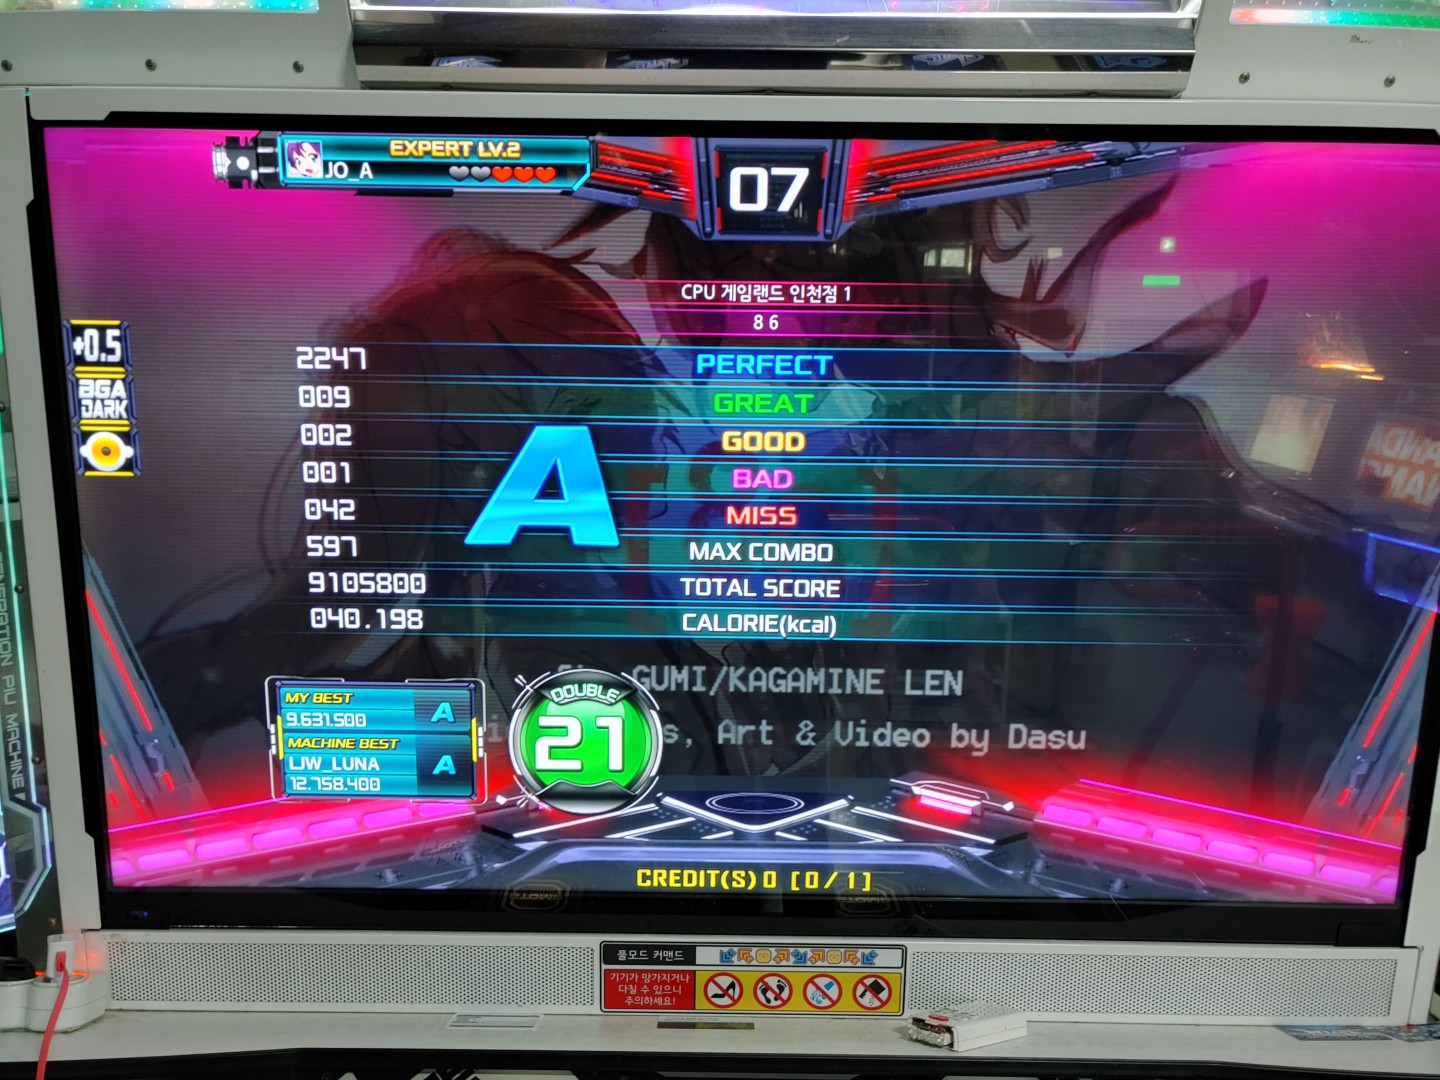 EXPERT LV.2
JO_A
07
CPU 게임랜드 인천점 1
8 6
+0.5
BGA
DARK
2247 PERFECT
009 GREAT
002 GOOD
001 BAD
042 MISS
597 MAX COMBO
9105800 TOTAL SCORE
040.198 CALORIE(kcal)
A
GUMI/KAGAMINE LEN
Art & Video by Dasu
MY BEST
9.631.500 A
MACHINE BEST
LJW_LUNA
12.758.400 A
DOUBLE
21
CREDIT(S) 0 [ 0 / 1 ]
풀모드 커맨드
기기가 망가지거나
다칠 수 있으니
주의하세요!